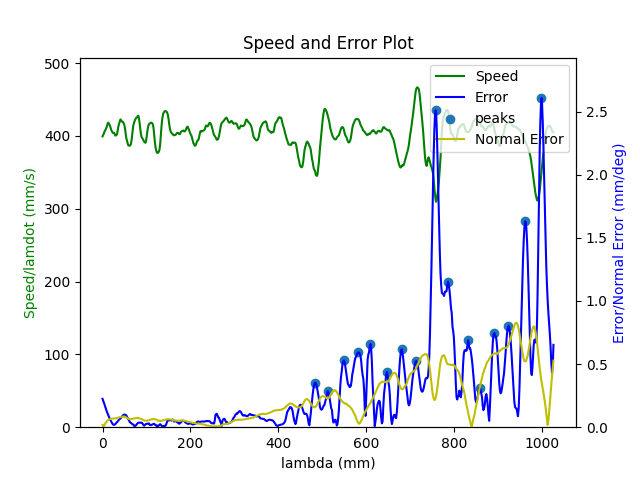 Speed and Error Plot
500
400
300
200
100
0
Speed/lamdot (mm/s)
Speed
Error
peaks
Normal Error
2.5
2.0
1.5
1.0
0.5
0.0
Error/Normal Error (mm/deg)
0 200 400 600 800 1000
lambda (mm)